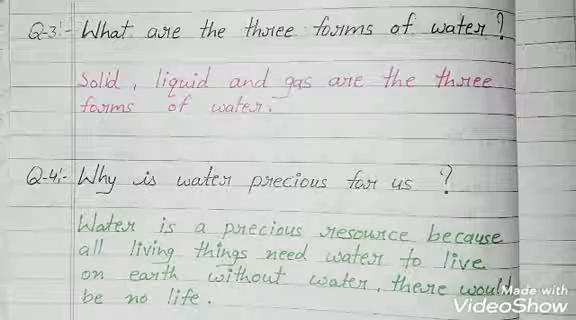 Q-3:- What are the three forms of water?
Solid, liquid and gas are the three
forms of water.
Q-4:- Why is water precious for us ?
Water is a precious resource because
all living things need water to live
on earth without water, there would
be no life.
Made with
VideoShow